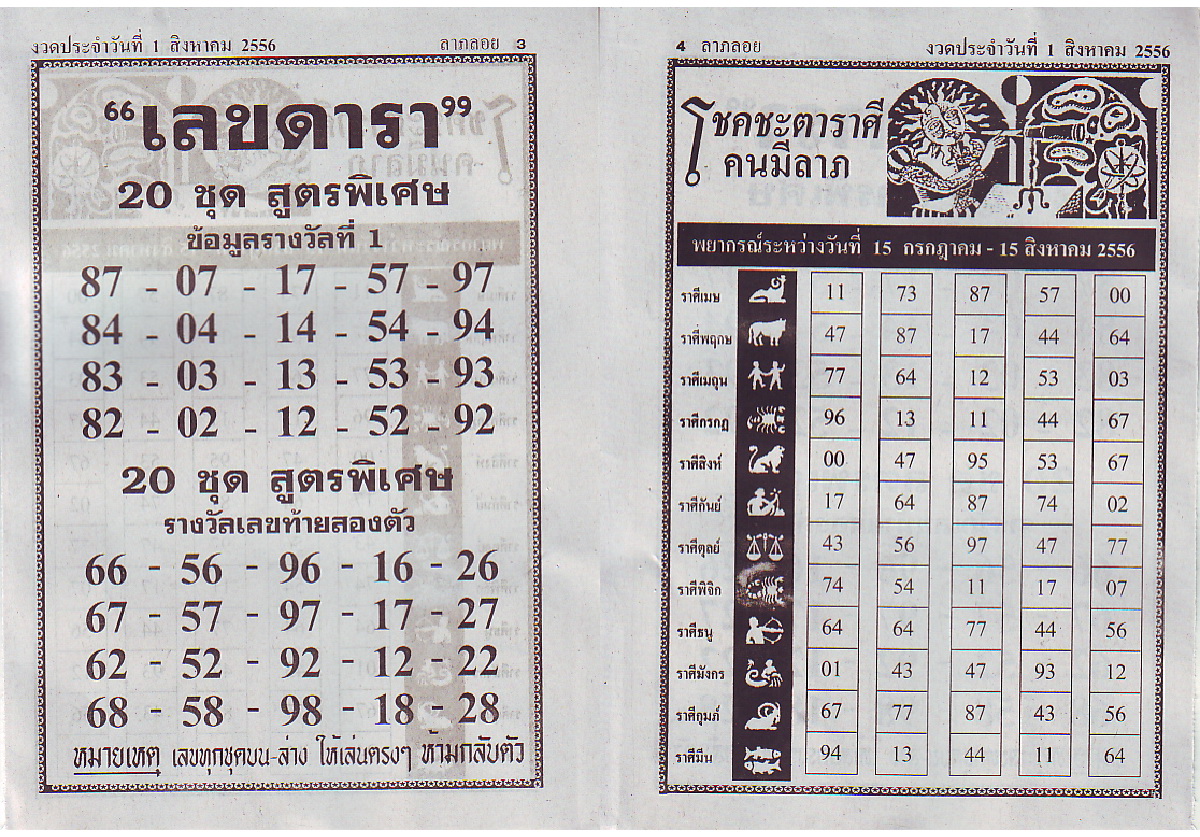 งวดประจำวันที่ 1 สิงหาคม 2556 ลาภลอย 3
“เลขดารา”
20 ชุด สูตรพิเศษ
ข้อมูลรางวัลที่ 1
87 - 07 - 17 - 57 - 97
84 - 04 - 14 - 54 - 94
83 - 03 - 13 - 53 - 93
82 - 02 - 12 - 52 - 92
20 ชุด สูตรพิเศษ
รางวัลเลขท้ายสองตัว
66 - 56 - 96 - 16 - 26
67 - 57 - 97 - 17 - 27
62 - 52 - 92 - 12 - 22
68 - 58 - 98 - 18 - 28
หมายเหตุ เลขทุกชุดบน-ล่าง ให้เล่นตรงๆ ห้ามกลับตัว
4 ลาภลอย งวดประจำวันที่ 1 สิงหาคม 2556
โชคชะตาราศี
คนมีลาภ
พยากรณ์ระหว่างวันที่ 15 กรกฎาคม - 15 สิงหาคม 2556
ราศีเมษ 11 73 87 57 00
ราศีพฤกษ 47 87 17 44 64
ราศีเมถุน 77 64 12 53 03
ราศีกรกฎ 96 13 11 44 67
ราศีสิงห์ 00 47 95 53 67
ราศีกันย์ 17 64 87 74 02
ราศีตุลย์ 43 56 97 47 77
ราศีพิจิก 74 54 11 17 07
ราศีธนู 64 64 77 44 56
ราศีมังกร 01 43 47 93 12
ราศีกุมภ์ 67 77 87 43 56
ราศีมีน 94 13 44 11 64